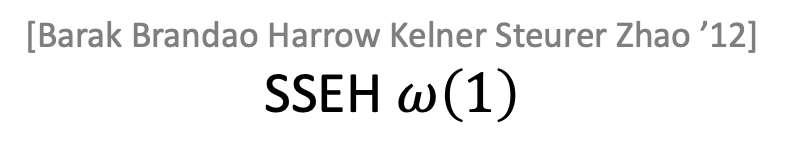 [Barak Brandao Harrow Kelner Steurer Zhao ’12]
SSEH ω(1)